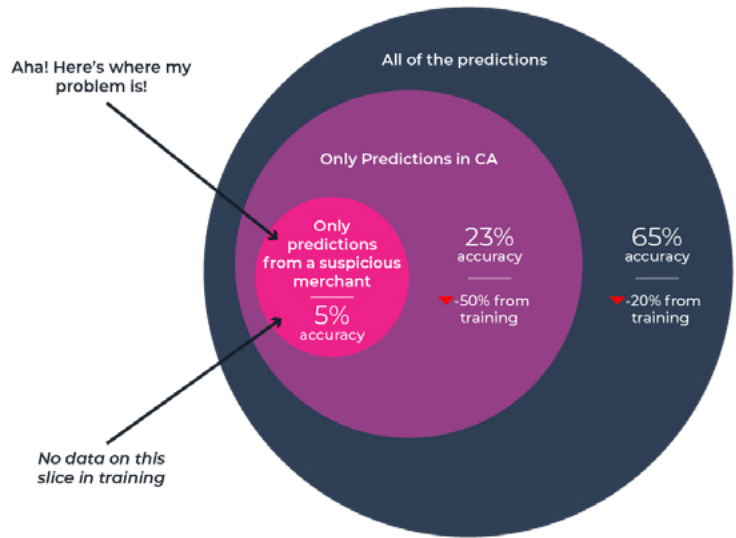 All of the predictions
Aha! Here's where my
problem is!
Only Predictions in CA
Only
predictions
from a suspicious
merchant
5%
accuracy
23%
accuracy
-50% from
training
65%
accuracy
-20% from
training
No data on this
slice in training